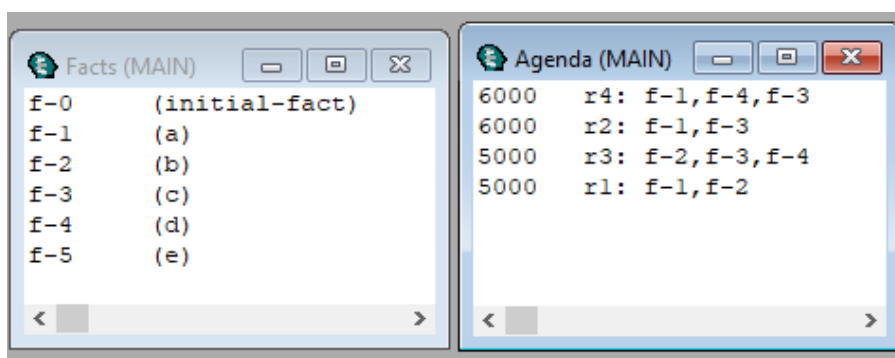 Facts (MAIN)
f-0 (initial-fact)
f-1 (a)
f-2 (b)
f-3 (c)
f-4 (d)
f-5 (e)
Agenda (MAIN)
6000 r4: f-1,f-4,f-3
6000 r2: f-1,f-3
5000 r3: f-2,f-3,f-4
5000 r1: f-1,f-2